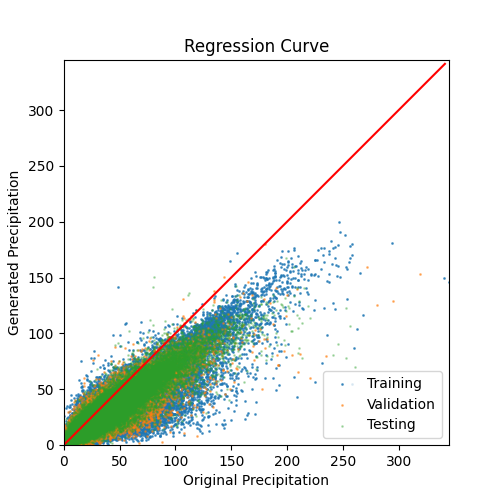 Regression Curve
Generated Precipitation
300
250
200
150
100
50
0
Training
Validation
Testing
0 50 100 150 200 250 300
Original Precipitation